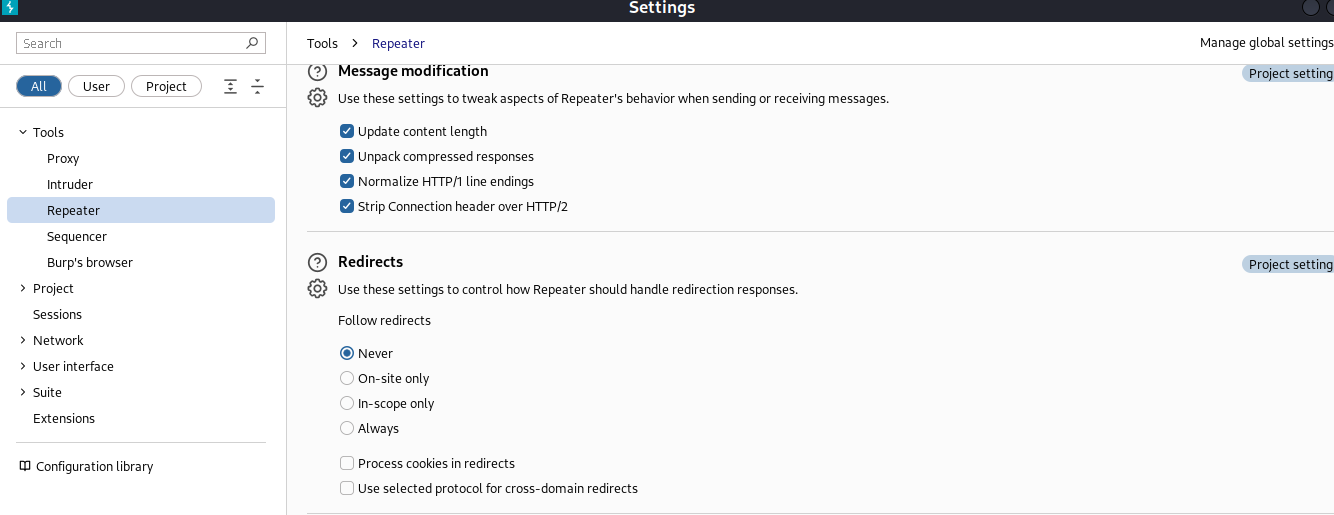 Settings
Search
All
User
Project
Tools
Proxy
Intruder
Repeater
Sequencer
Burp's browser
Project
Sessions
Network
User interface
Suite
Extensions
Configuration library
Tools > Repeater
Manage global settings
Message modification
Project setting
Use these settings to tweak aspects of Repeater's behavior when sending or receiving messages.
Update content length
Unpack compressed responses
Normalize HTTP/1 line endings
Strip Connection header over HTTP/2
Redirects
Project setting
Use these settings to control how Repeater should handle redirection responses.
Follow redirects
Never
On-site only
In-scope only
Always
Process cookies in redirects
Use selected protocol for cross-domain redirects